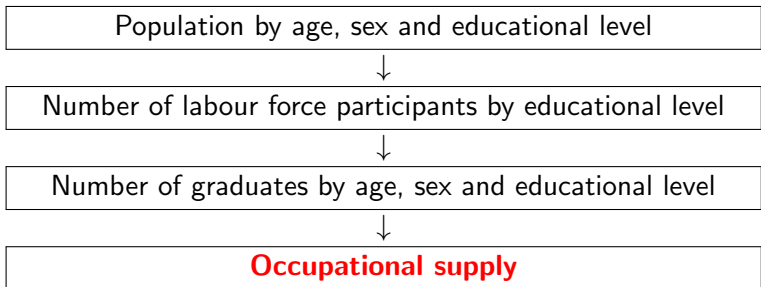 Population by age, sex and educational level
↓
Number of labour force participants by educational level
↓
Number of graduates by age, sex and educational level
↓
Occupational supply